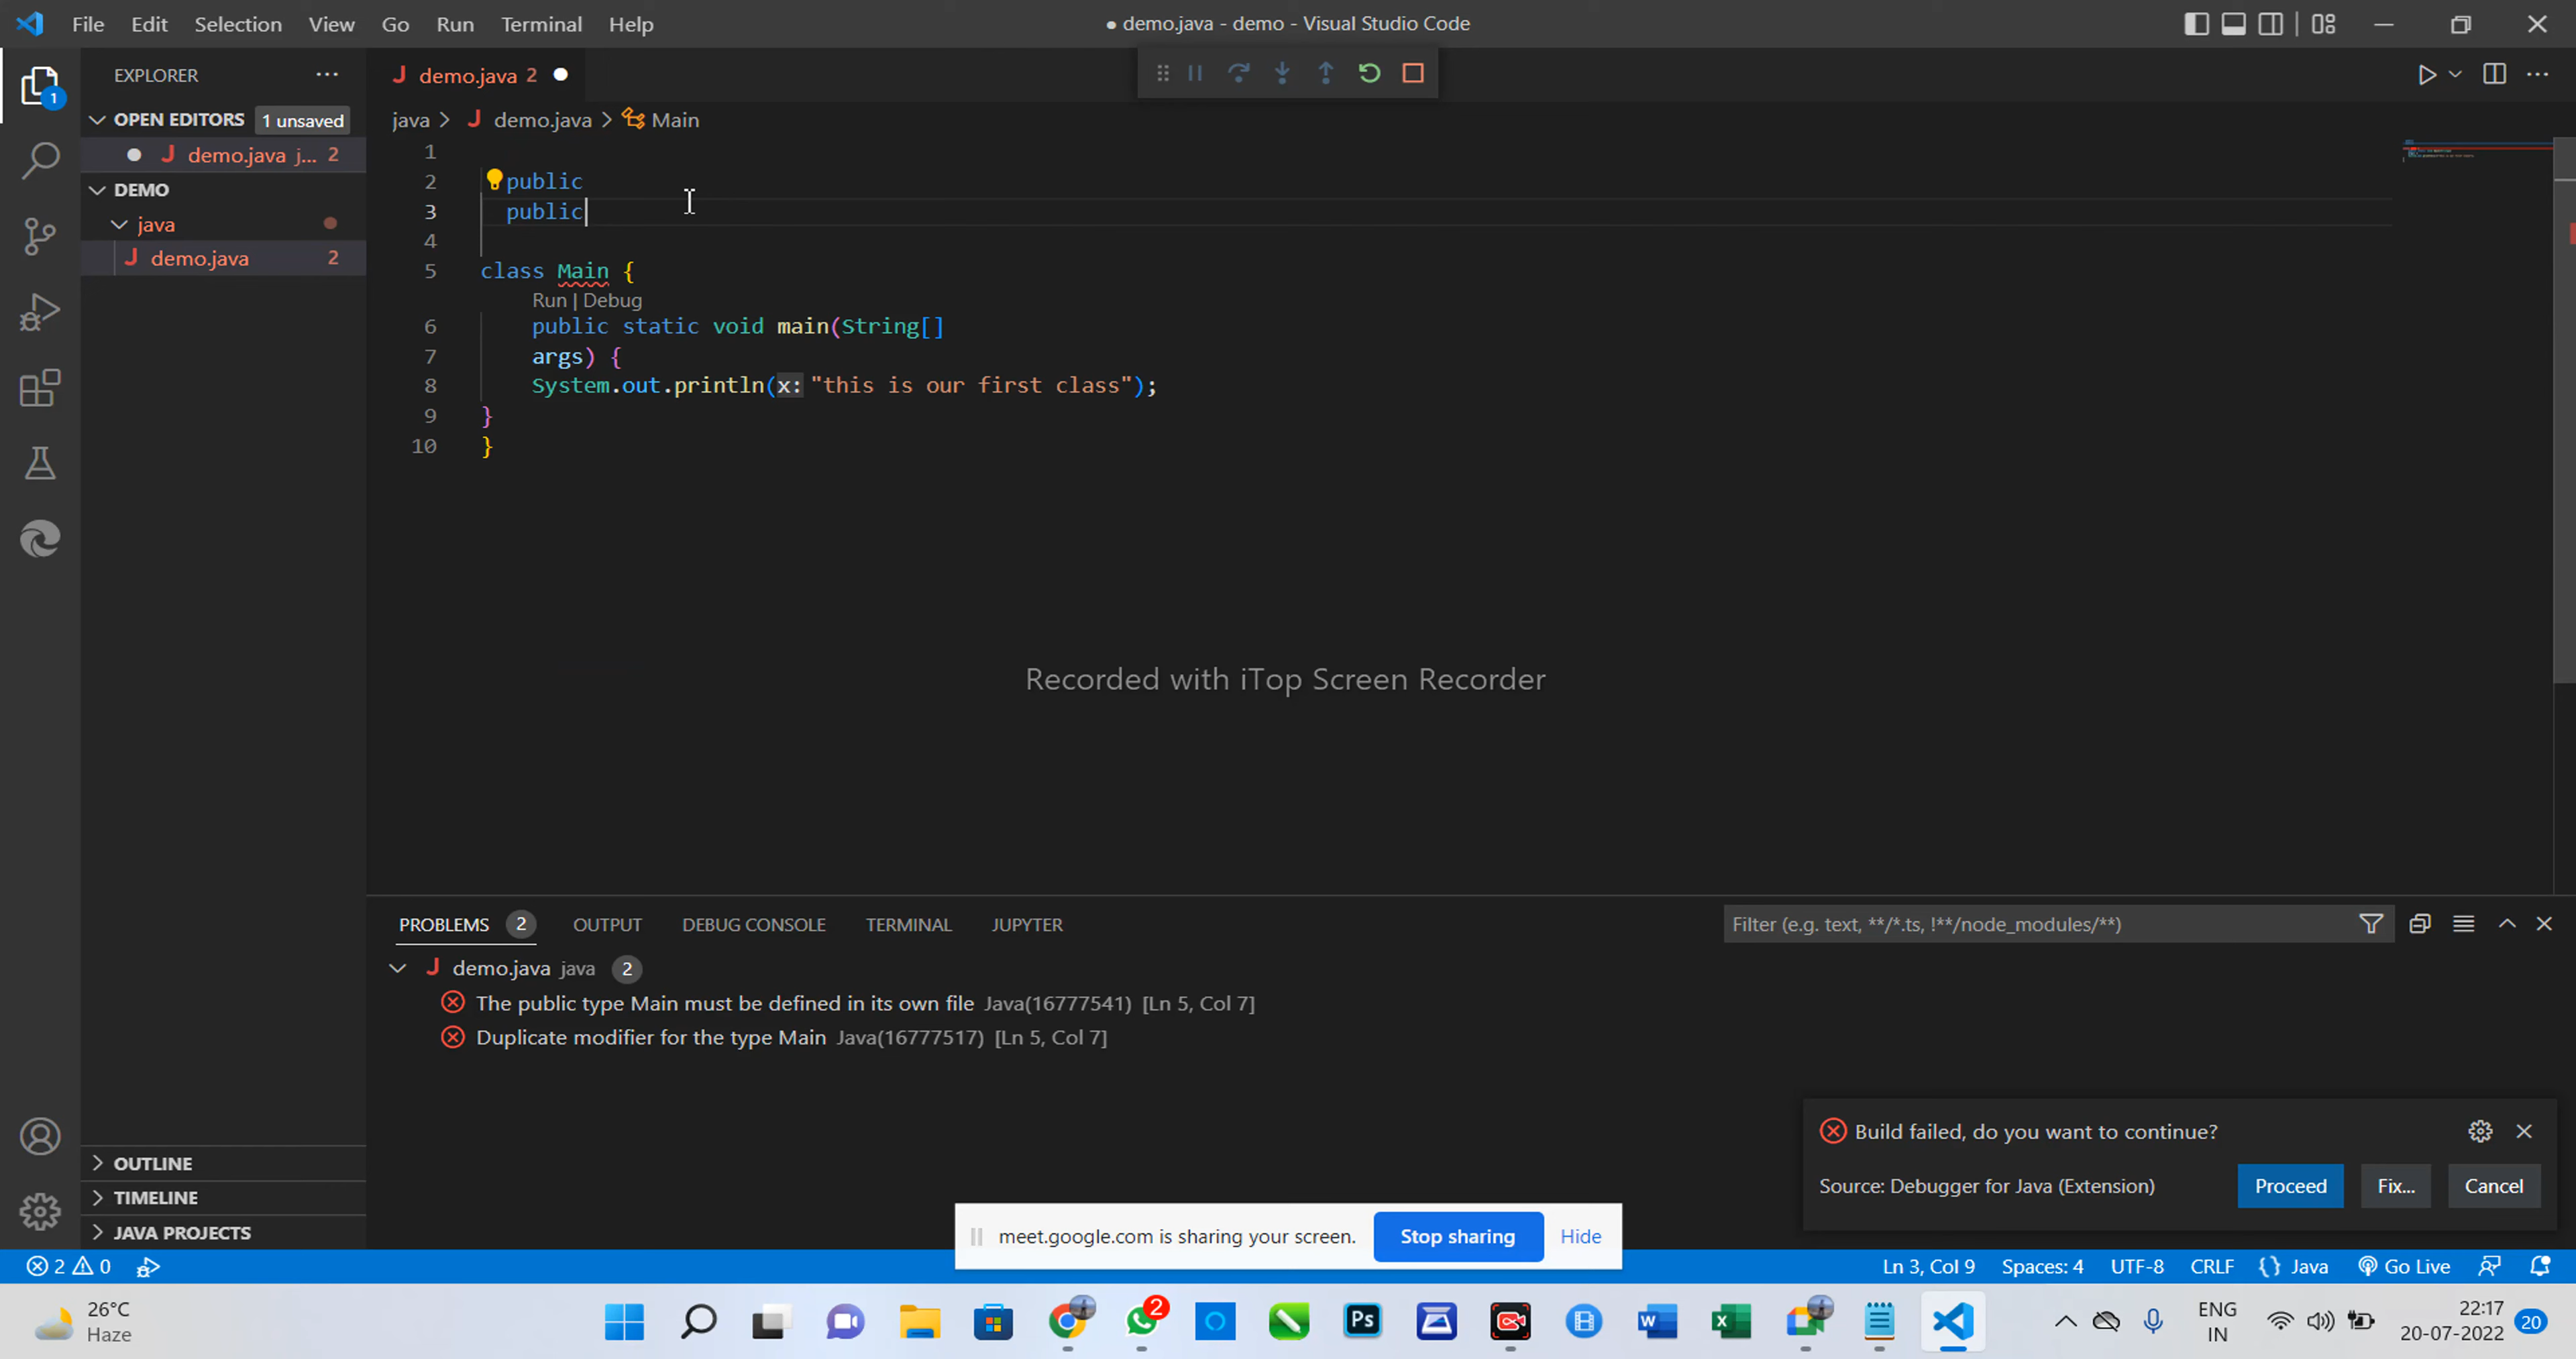 File Edit Selection View Go Run Terminal Help
● demo.java - demo - Visual Studio Code
EXPLORER
OPEN EDITORS 1 unsaved
demo.java j... 2
DEMO
java
demo.java 2
OUTLINE
TIMELINE
JAVA PROJECTS
1
demo.java 2
java > demo.java > Main
1
2 public
3 public
4
5 class Main {
Run | Debug
6 public static void main(String[]
7 args) {
8 System.out.println(x: "this is our first class");
9 }
10 }
Recorded with iTop Screen Recorder
PROBLEMS 2 OUTPUT DEBUG CONSOLE TERMINAL JUPYTER
Filter (e.g. text, **/*.ts, !**/node_modules/**)
demo.java java 2
The public type Main must be defined in its own file Java(16777541) [Ln 5, Col 7]
Duplicate modifier for the type Main Java(16777517) [Ln 5, Col 7]
Build failed, do you want to continue?
Source: Debugger for Java (Extension) Proceed Fix... Cancel
meet.google.com is sharing your screen. Stop sharing Hide
2 0
Ln 3, Col 9 Spaces: 4 UTF-8 CRLF {} Java Go Live
26°C
Haze
2
Ps
ENG
IN
22:17
20-07-2022
20